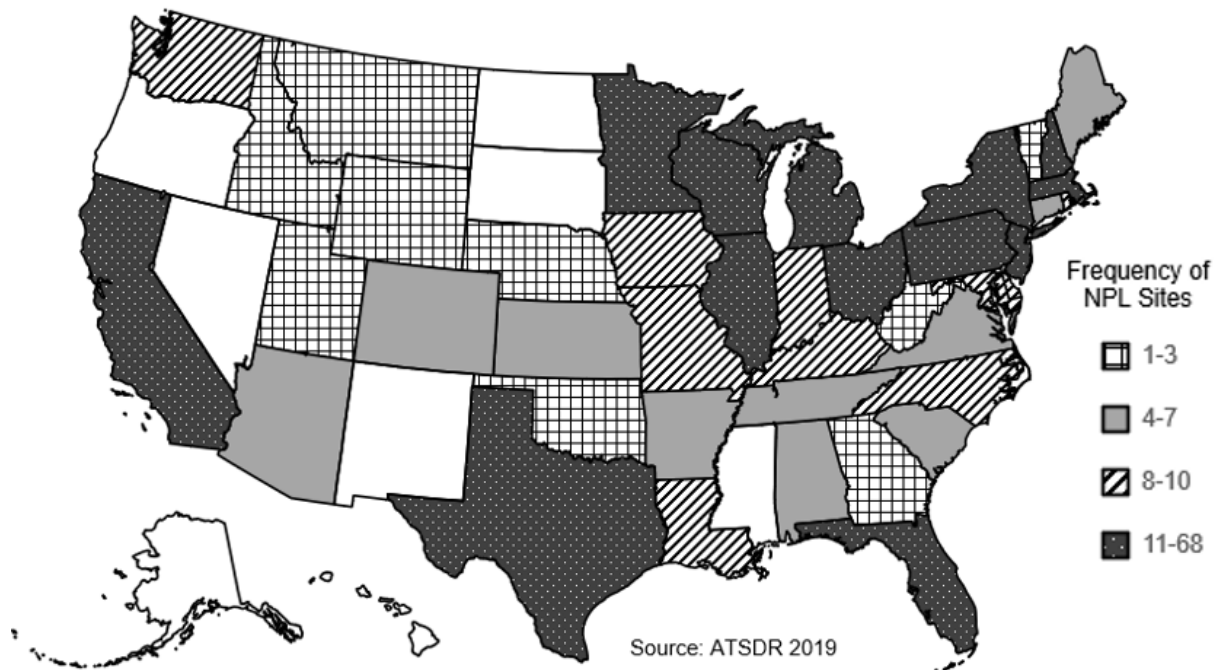 Frequency of
NPL Sites
1-3
4-7
8-10
11-68
Source: ATSDR 2019